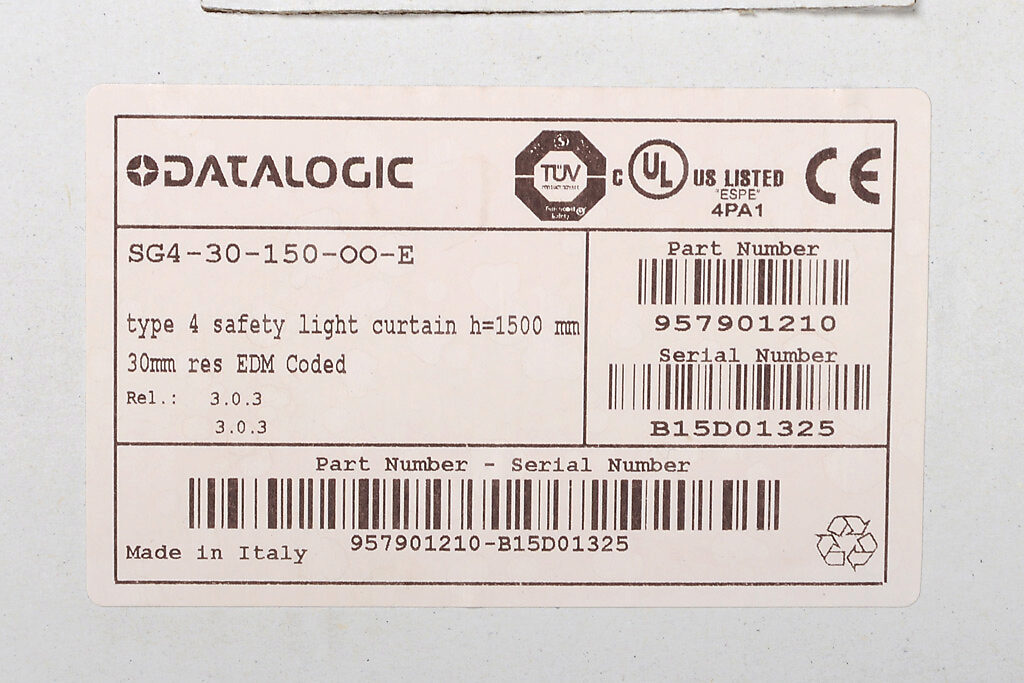 DATALOGIC
TÜV
C UL US LISTED
"ESPE"
4PA1
CE
SG4-30-150-OO-E
type 4 safety light curtain h=1500 mm
30mm res EDM Coded
Rel.: 3.0.3
3.0.3
Part Number
957901210
Serial Number
B15D01325
Part Number - Serial Number
957901210-B15D01325
Made in Italy